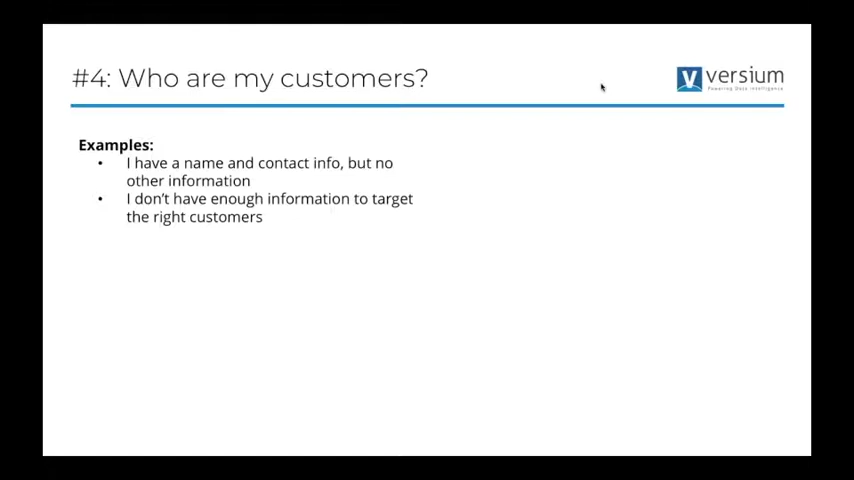 #4: Who are my customers?
versium
Powering Data Intelligence
Examples:
• I have a name and contact info, but no
other information
• I don't have enough information to target
the right customers